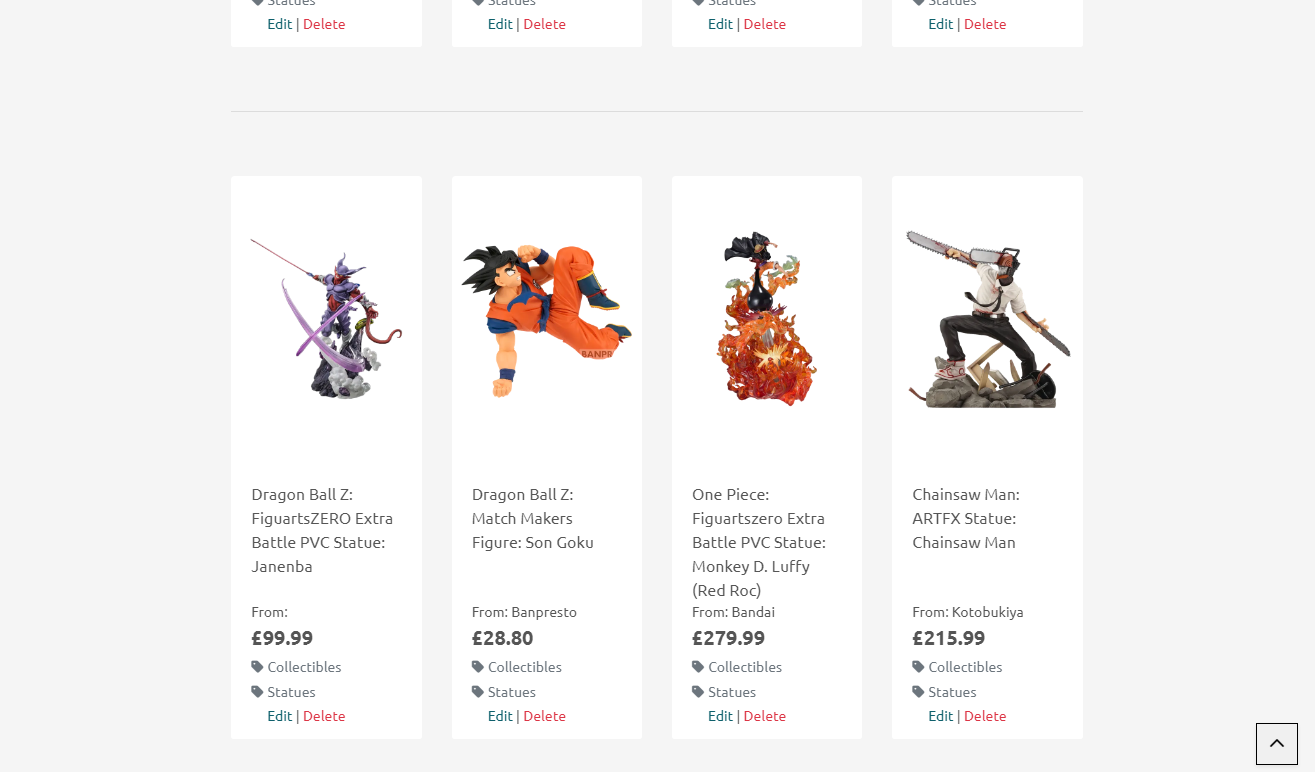 Statues Statues Statues Statues
Edit | Delete Edit | Delete Edit | Delete Edit | Delete
BANPR
Dragon Ball Z:
FiguartsZERO Extra
Battle PVC Statue:
Janenba
From:
£99.99
Collectibles
Statues
Edit | Delete
Dragon Ball Z:
Match Makers
Figure: Son Goku
From: Banpresto
£28.80
Collectibles
Statues
Edit | Delete
One Piece:
Figuartszero Extra
Battle PVC Statue:
Monkey D. Luffy
(Red Roc)
From: Bandai
£279.99
Collectibles
Statues
Edit | Delete
Chainsaw Man:
ARTFX Statue:
Chainsaw Man
From: Kotobukiya
£215.99
Collectibles
Statues
Edit | Delete